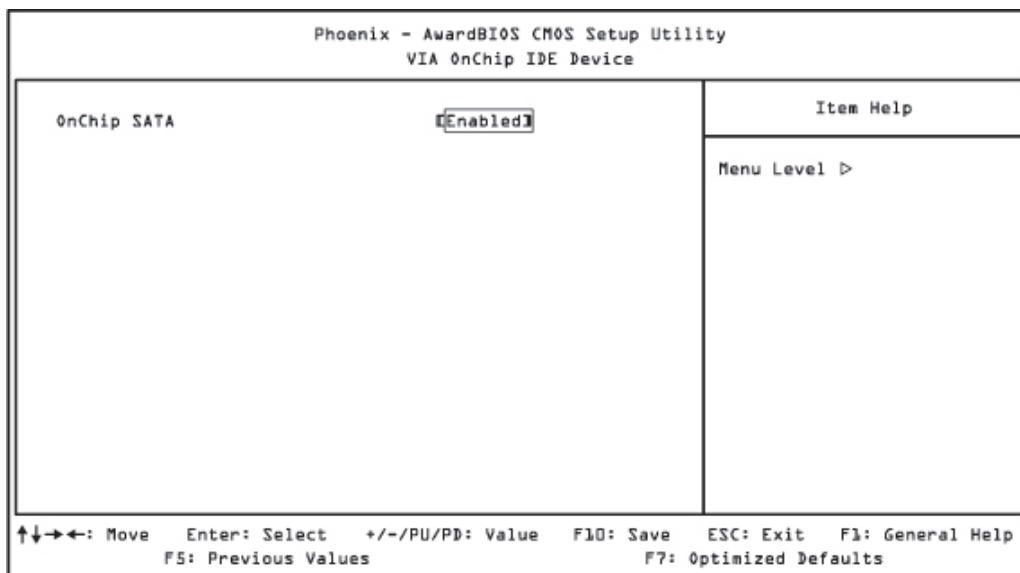 Phoenix - AwardBIOS CMOS Setup Utility
VIA OnChip IDE Device
OnChip SATA [Enabled]
Item Help
Menu Level ▷
↑↓→←: Move Enter: Select +/-/PU/PD: Value F10: Save ESC: Exit F1: General Help
F5: Previous Values F7: Optimized Defaults